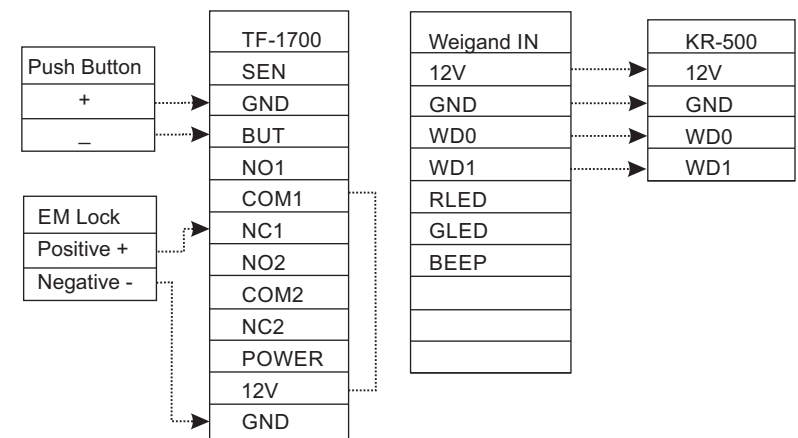 Push Button
+
_
EM Lock
Positive +
Negative -
TF-1700
SEN
GND
BUT
NO1
COM1
NC1
NO2
COM2
NC2
POWER
12V
GND
Weigand IN
12V
GND
WD0
WD1
RLED
GLED
BEEP
KR-500
12V
GND
WD0
WD1